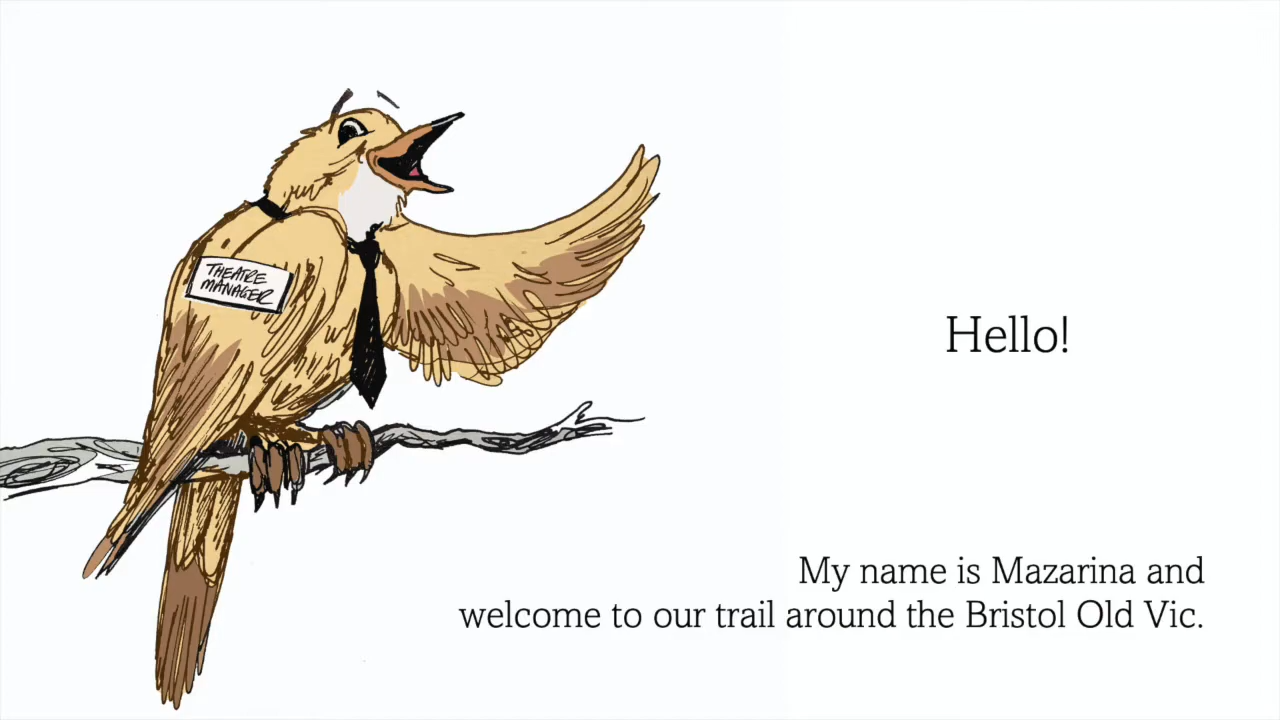 THEATRE
MANAGER
Hello!
My name is Mazarina and
welcome to our trail around the Bristol Old Vic.